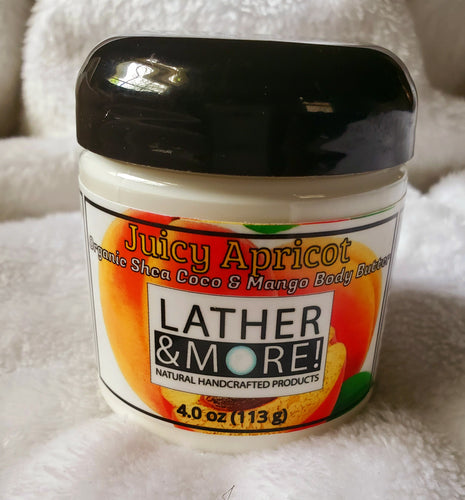 Juicy Apricot
Organic Shea Coco & Mango Body Butter
LATHER
&MORE!
NATURAL HANDCRAFTED PRODUCTS
4.0 oz (113 g)